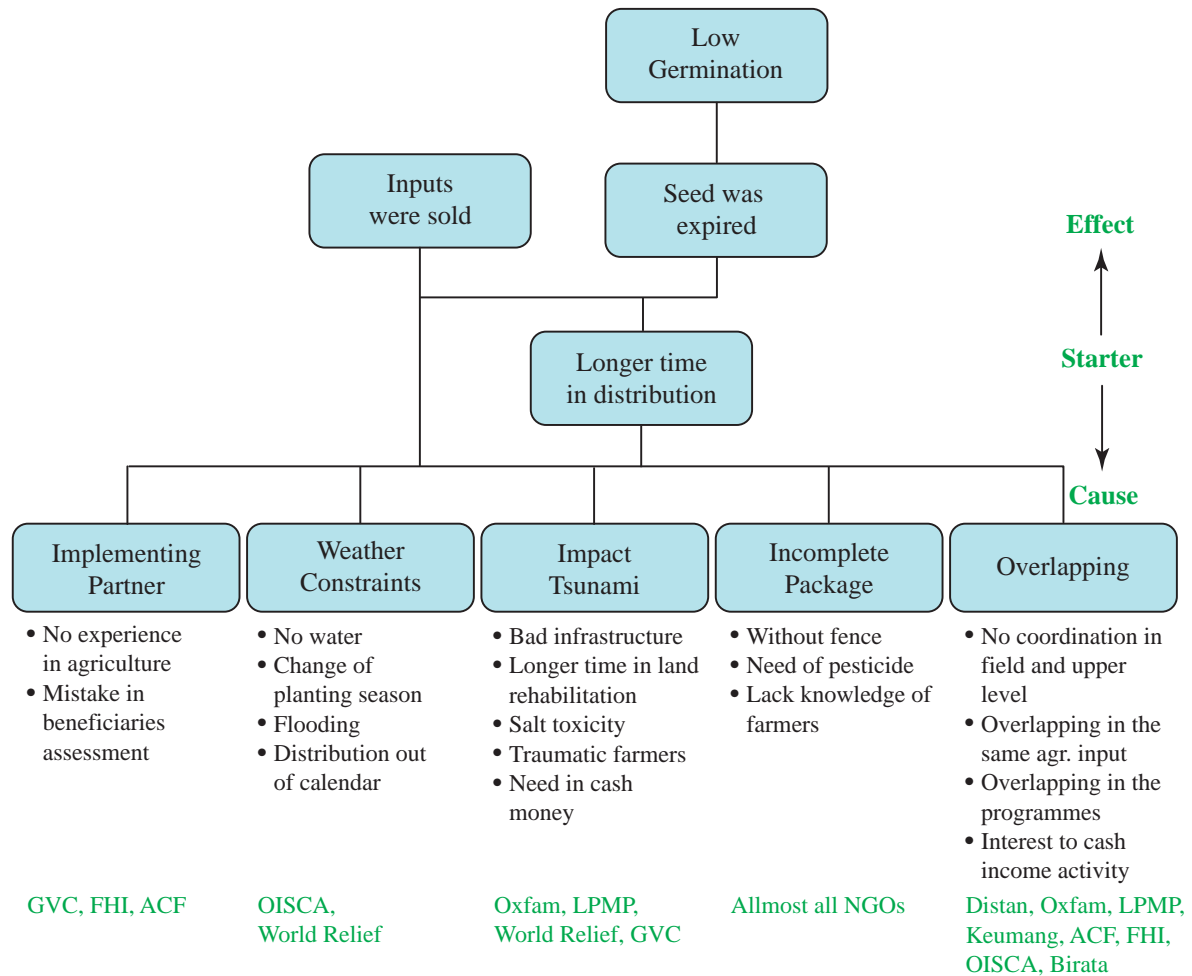 Low
Germination
Inputs
were sold
Seed was
expired
Effect
Longer time
in distribution
Starter
Cause
Implementing
Partner
Weather
Constraints
Impact
Tsunami
Incomplete
Package
Overlapping
• No experience
in agriculture
• Mistake in
beneficiaries
assessment
• No water
• Change of
planting season
• Flooding
• Distribution out
of calendar
• Bad infrastructure
• Longer time in land
rehabilitation
• Salt toxicity
• Traumatic farmers
• Need in cash
money
• Without fence
• Need of pesticide
• Lack knowledge of
farmers
• No coordination in
field and upper
level
• Overlapping in the
same agr. input
• Overlapping in the
programmes
• Interest to cash
income activity
GVC, FHI, ACF
OISCA,
World Relief
Oxfam, LPMP,
World Relief, GVC
Allmost all NGOs
Distan, Oxfam, LPMP,
Keumang, ACF, FHI,
OISCA, Birata